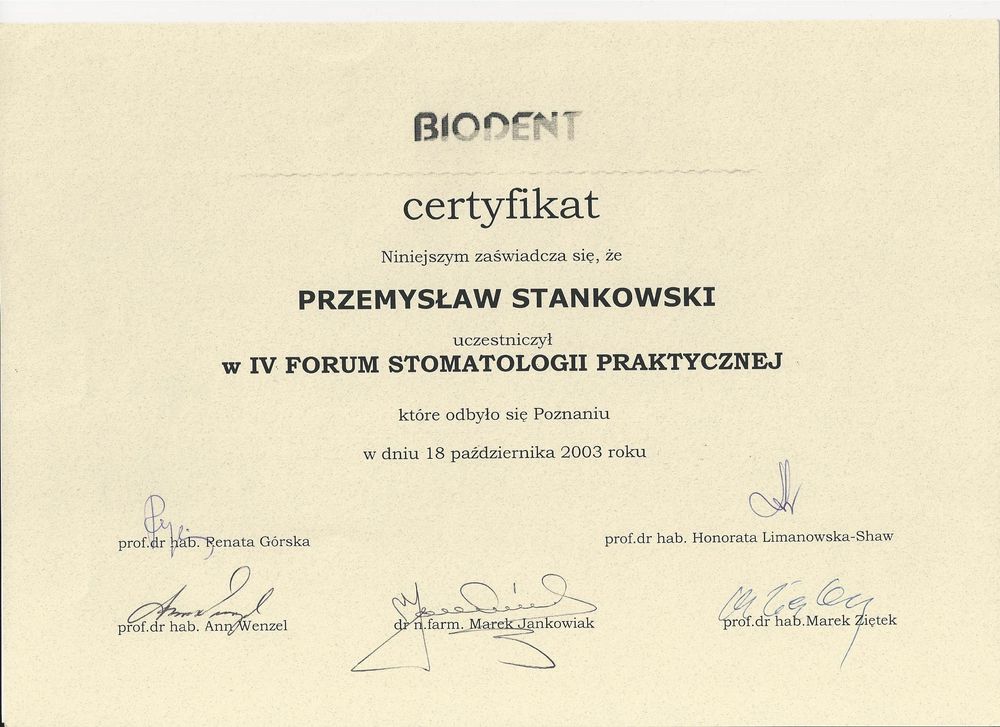 BIODENT
certyfikat
Niniejszym zaświadcza się, że
PRZEMYSŁAW STANKOWSKI
uczestniczył
w IV FORUM STOMATOLOGII PRAKTYCZNEJ
które odbyło się Poznaniu
w dniu 18 października 2003 roku
prof.dr hab. Renata Górska
prof.dr hab. Honorata Limanowska-Shaw
prof.dr hab. Ann Wenzel
dr n.farm. Marek Jankowiak
prof.dr hab.Marek Ziętek